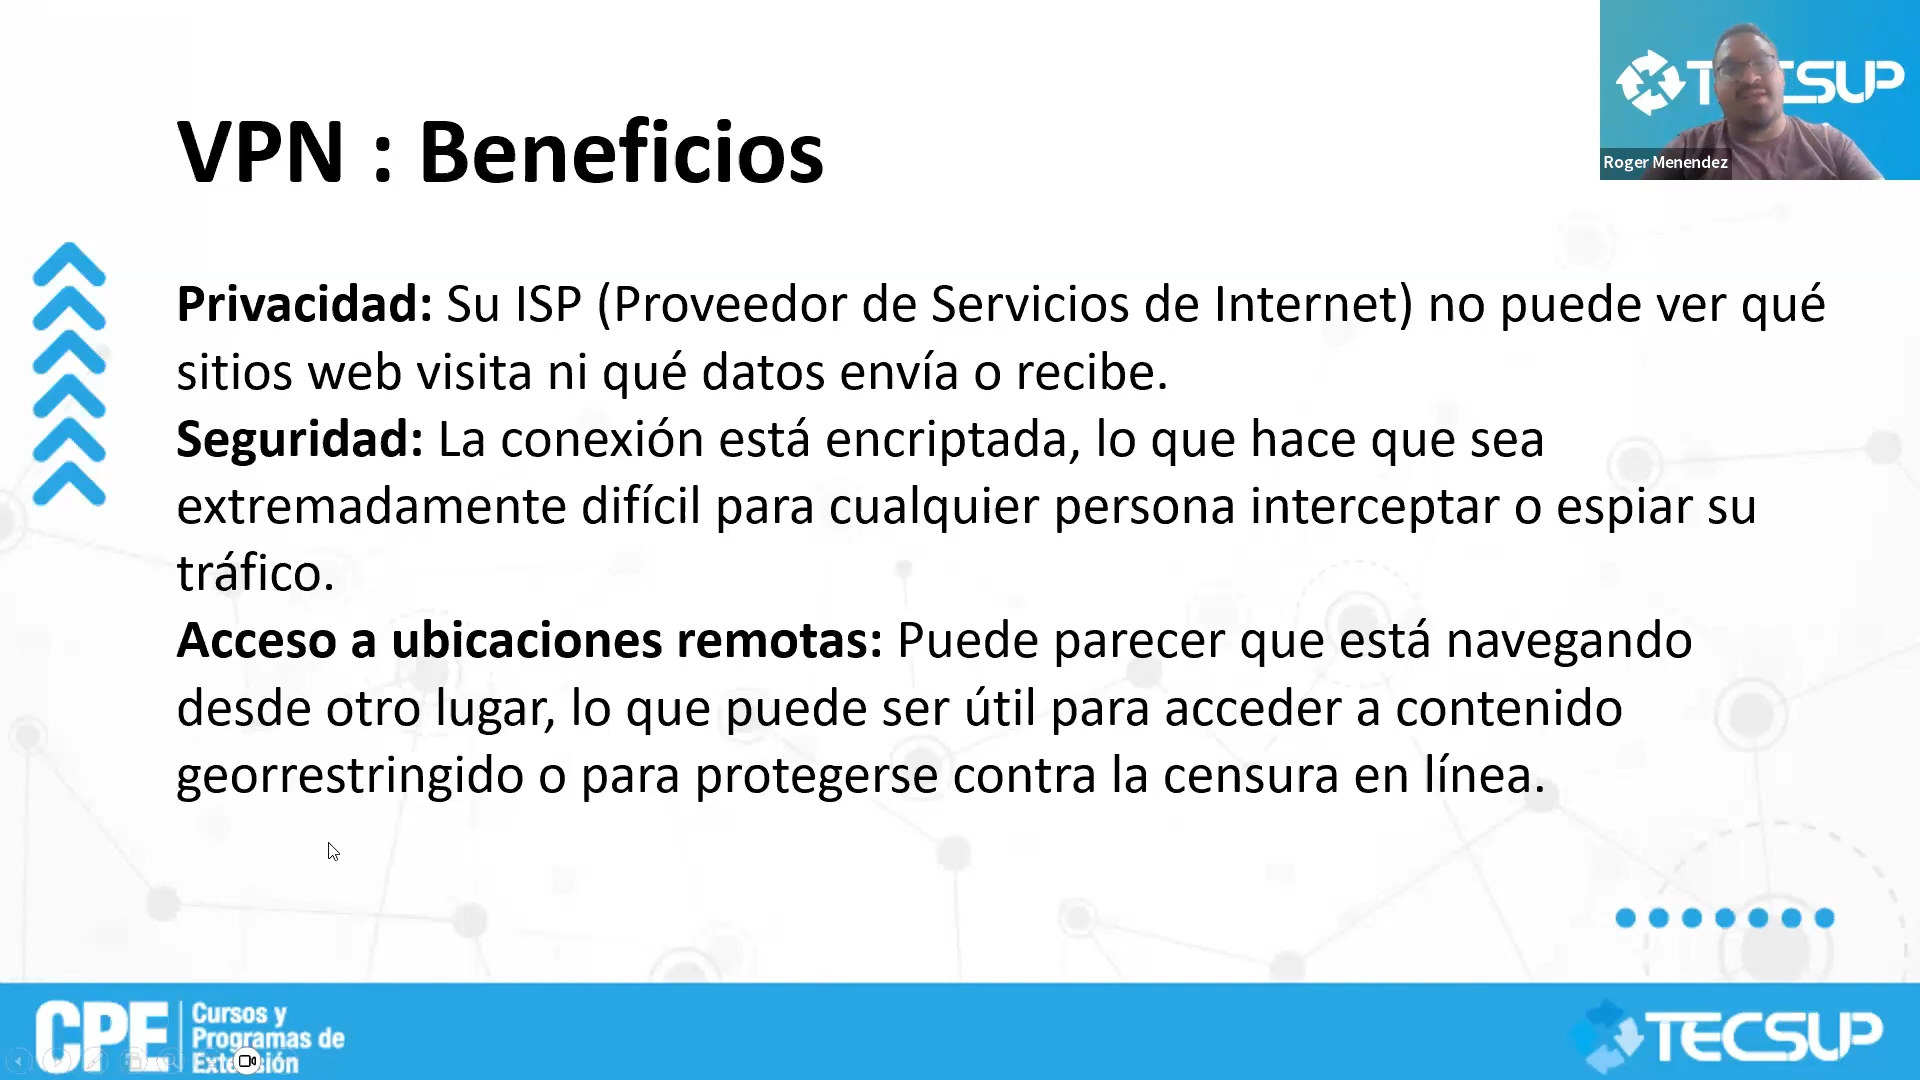 TECSUP
Roger Menendez
VPN : Beneficios
Privacidad: Su ISP (Proveedor de Servicios de Internet) no puede ver qué
sitios web visita ni qué datos envía o recibe.
Seguridad: La conexión está encriptada, lo que hace que sea
extremadamente difícil para cualquier persona interceptar o espiar su
tráfico.
Acceso a ubicaciones remotas: Puede parecer que está navegando
desde otro lugar, lo que puede ser útil para acceder a contenido
georrestringido o para protegerse contra la censura en línea.
CPE
Cursos y
Programas de
Extensión
TECSUP